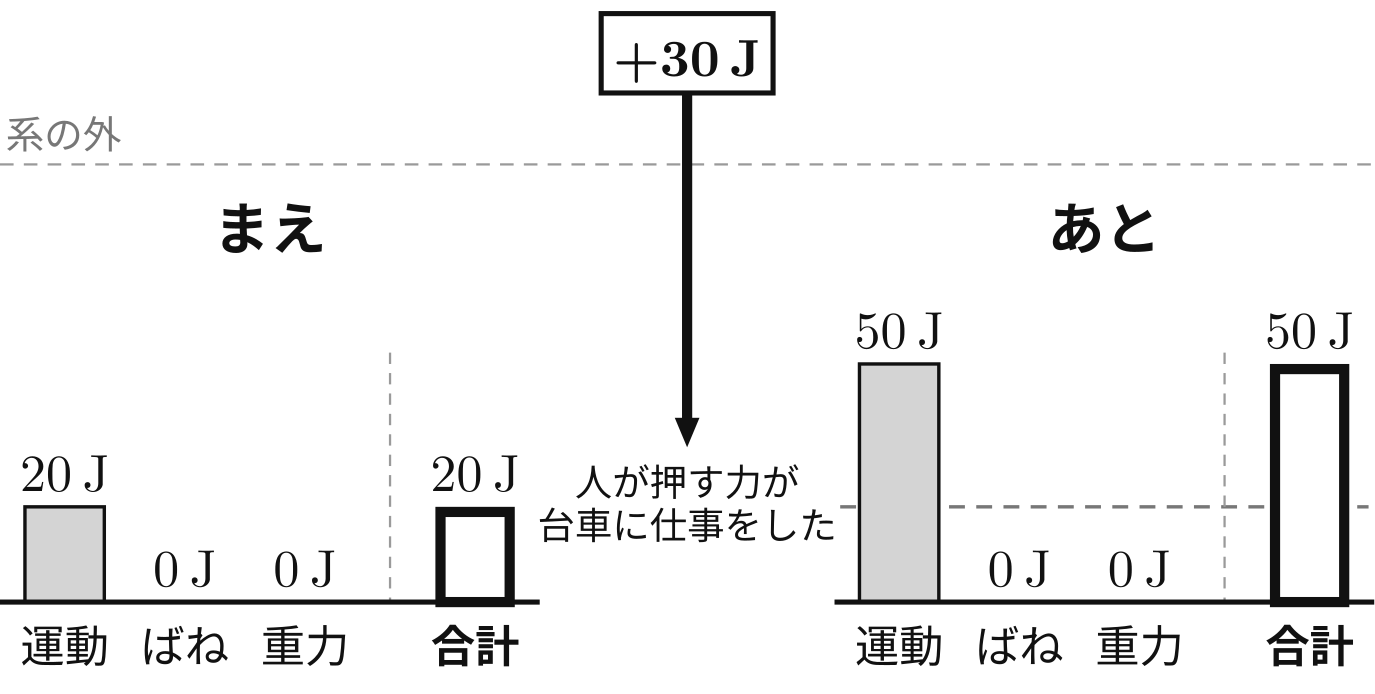 +30 J
系の外
まえ
あと
50 J
50 J
20 J
20 J
人が押す力が
台車に仕事をした
0 J
0 J
0 J
0 J
運動
ばね
重力
合計
運動
ばね
重力
合計